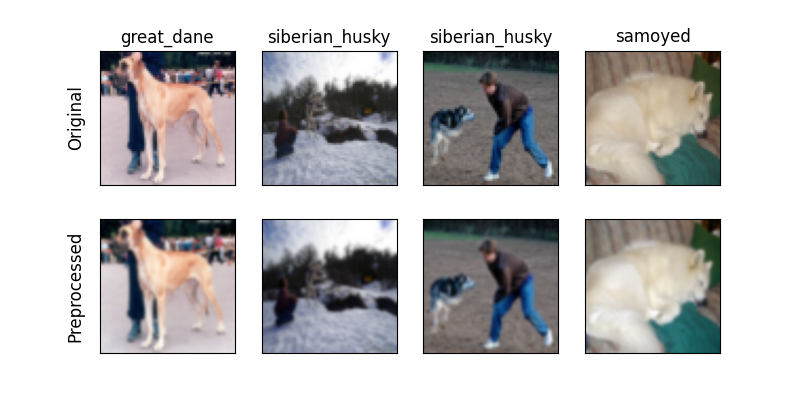 great_dane
siberian_husky
siberian_husky
samoyed
Original
Preprocessed